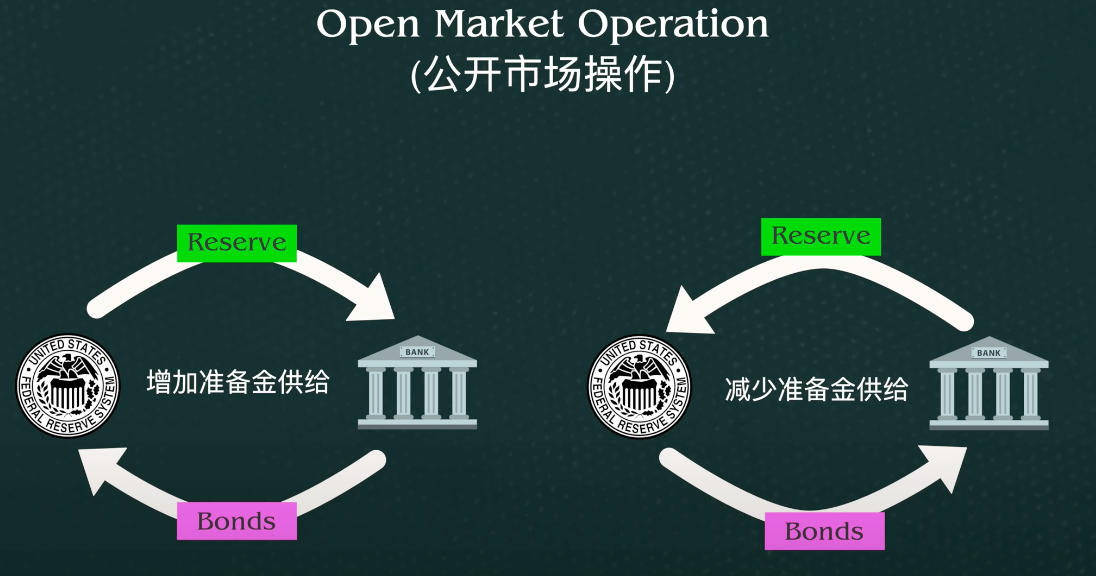 Open Market Operation
(公开市场操作)
Reserve
BANK
UNITED STATES
FEDERAL RESERVE SYSTEM
增加准备金供给
Bonds
Reserve
BANK
UNITED STATES
FEDERAL RESERVE SYSTEM
减少准备金供给
Bonds